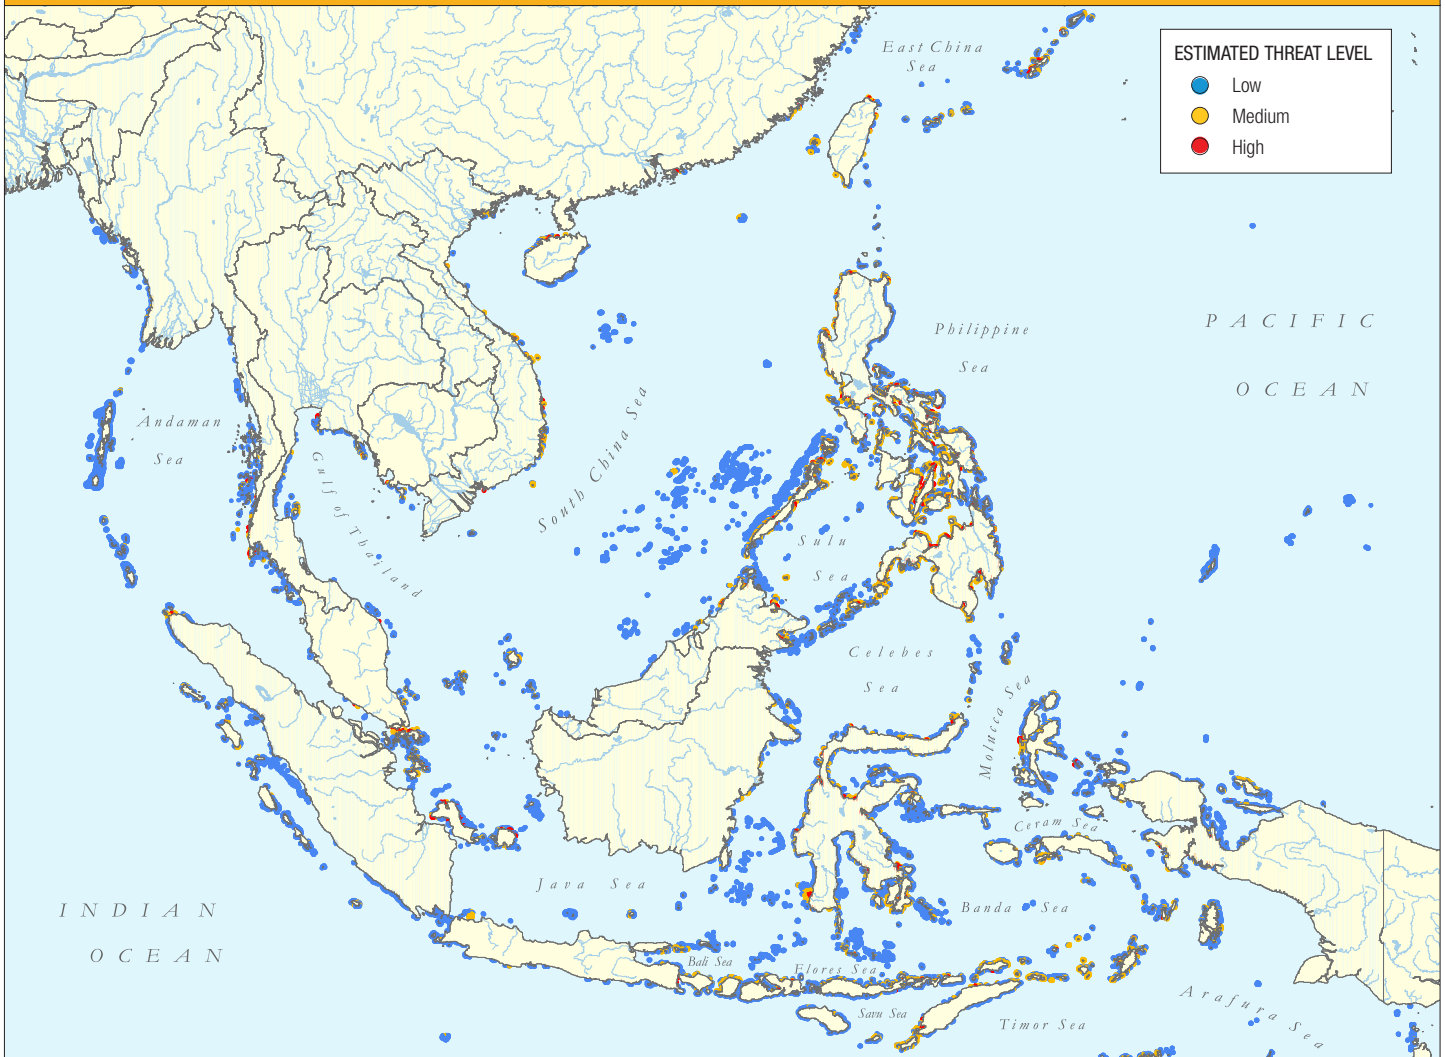 ESTIMATED THREAT LEVEL
Low
Medium
High
East China
Sea
PACIFIC
OCEAN
Philippine
Sea
Andaman
Sea
Gulf of Thailand
South China Sea
Sulu
Sea
Celebes
Sea
Molucca Sea
Ceram Sea
Java Sea
Banda Sea
INDIAN
OCEAN
Bali Sea
Flores Sea
Savu Sea
Timor Sea
Arafura Sea